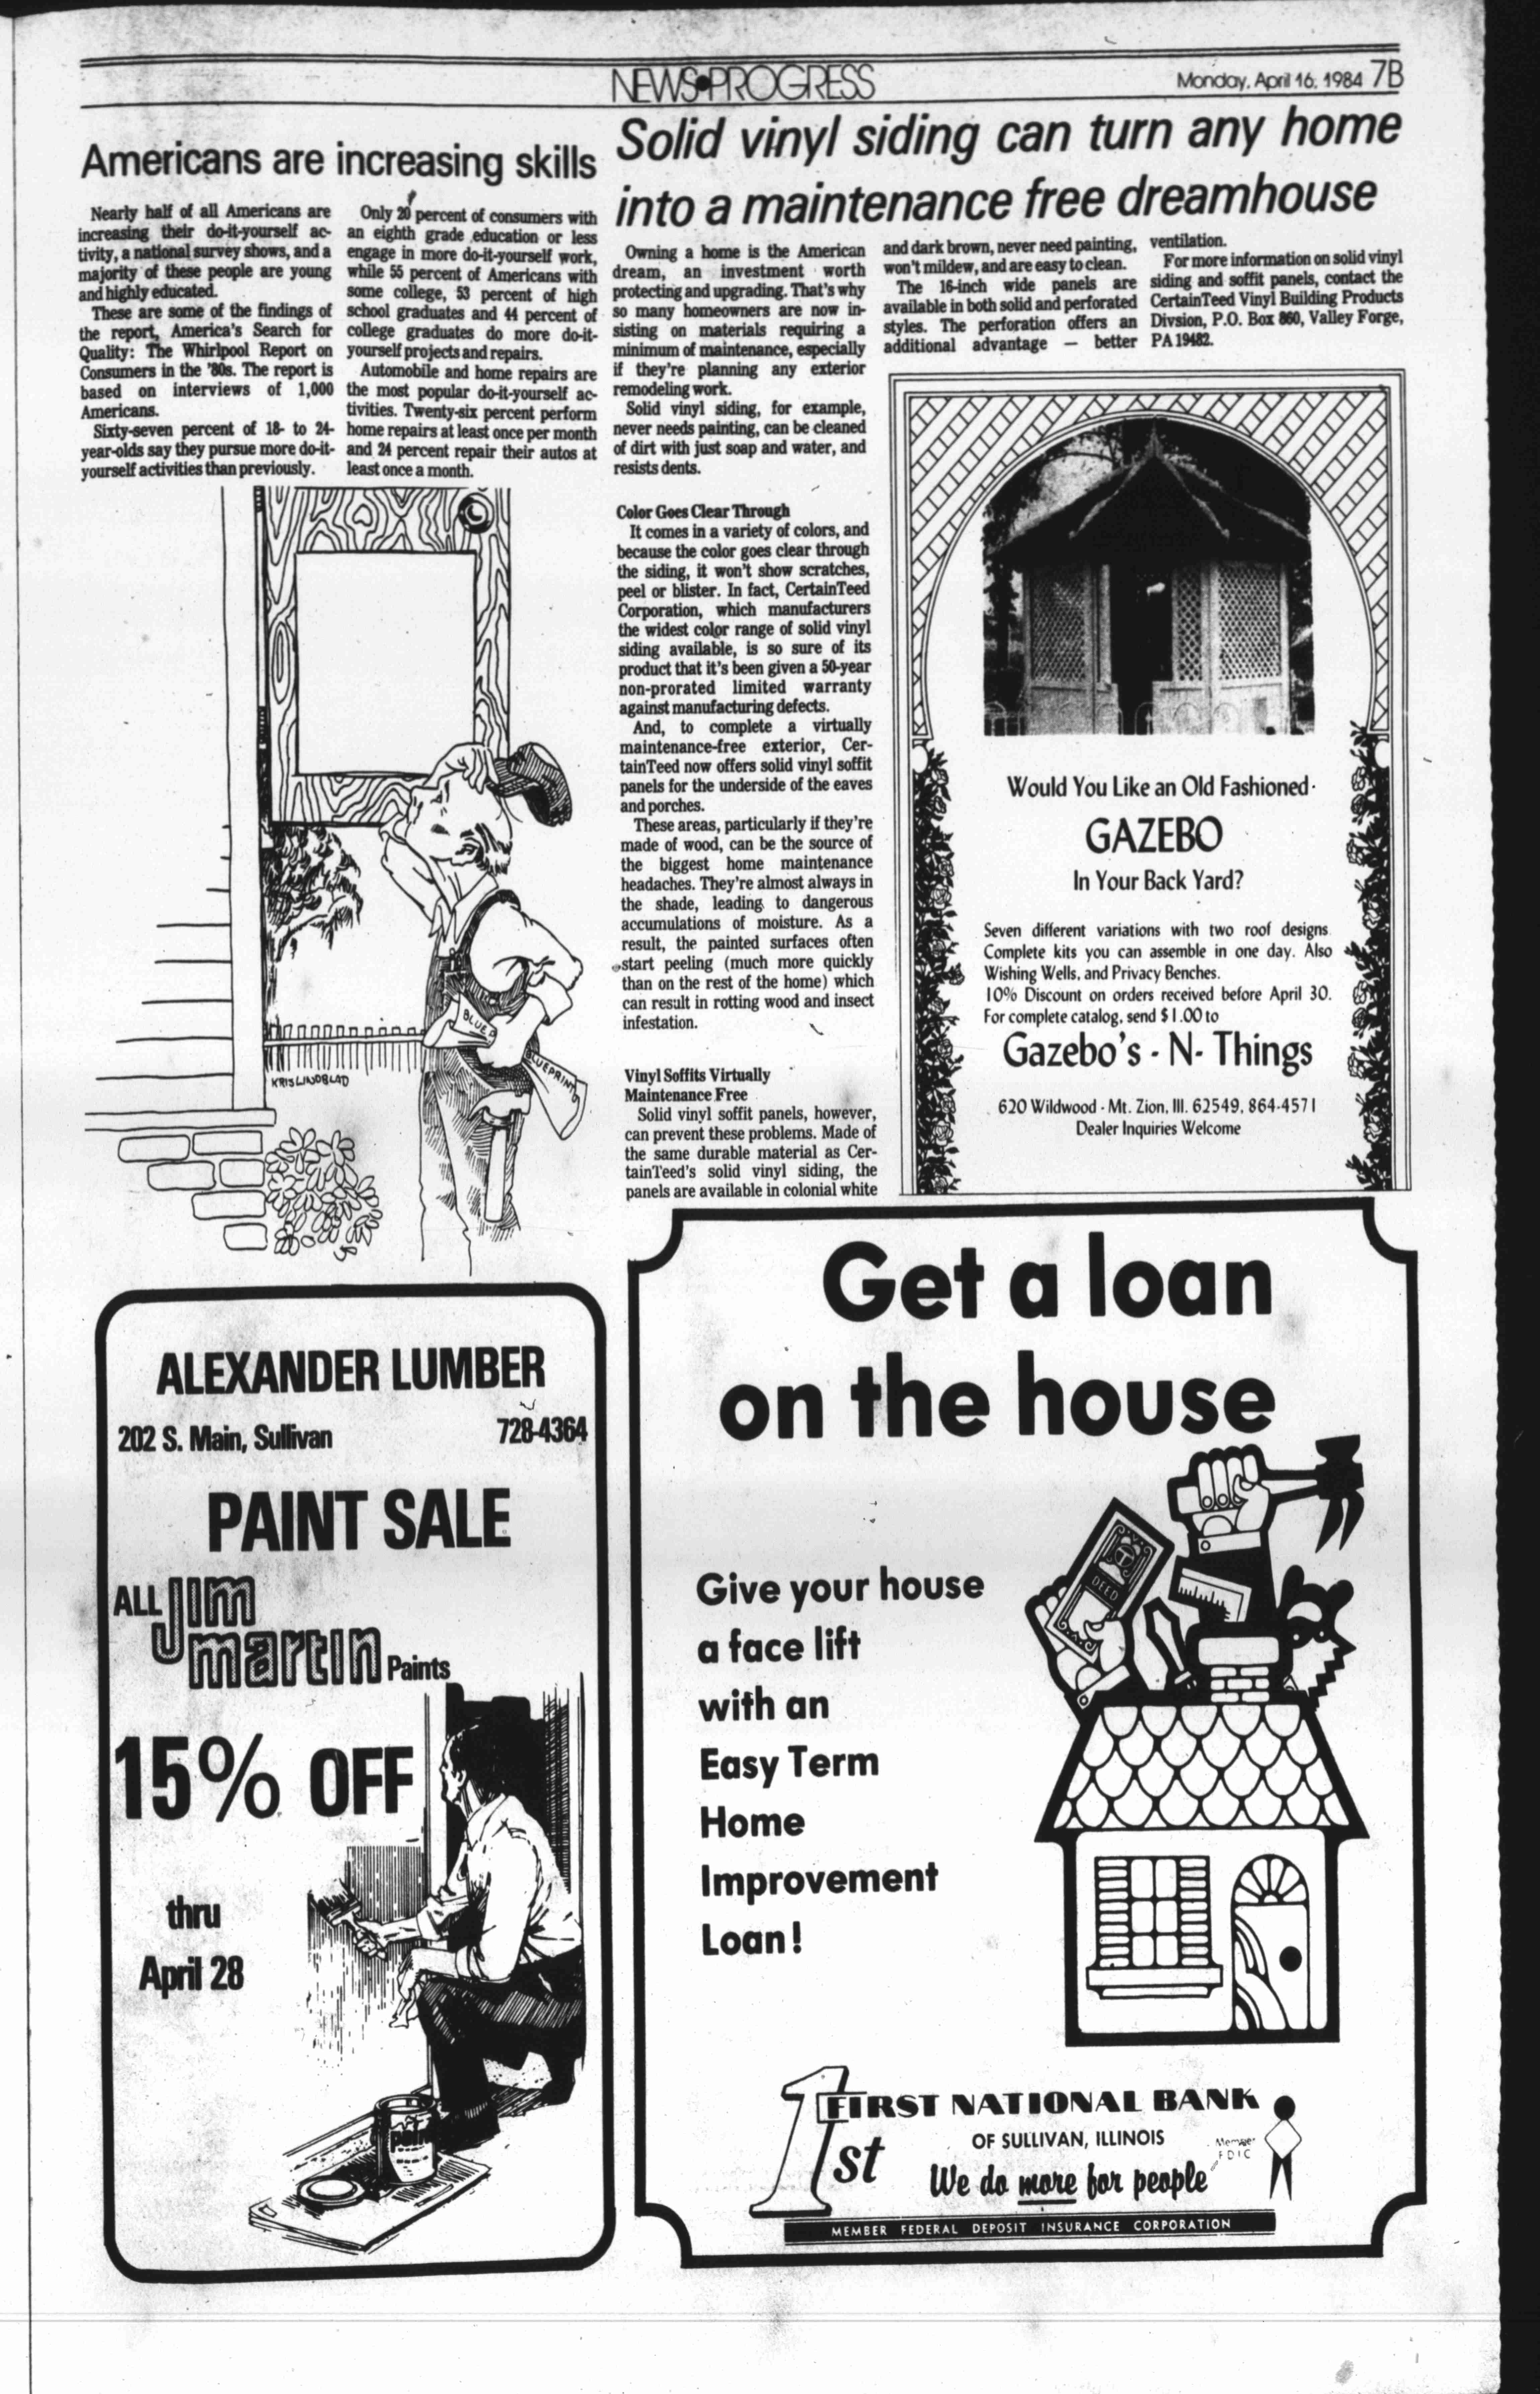 NEWS•PROGRESS
Monday, April 16, 1984 7B
Americans are increasing skills
Nearly half of all Americans are
increasing their do-it-yourself ac-
tivity, a national survey shows, and a
majority of these people are young
and highly educated.
These are some of the findings of
the report, America's Search for
Quality: The Whirlpool Report on
Consumers in the '80s. The report is
based on interviews of 1,000
Americans.
Sixty-seven percent of 18- to 24-
year-olds say they pursue more do-it-
yourself activities than previously.
Only 20 percent of consumers with
an eighth grade education or less
engage in more do-it-yourself work,
while 55 percent of Americans with
some college, 53 percent of high
school graduates and 44 percent of
college graduates do more do-it-
yourself projects and repairs.
Automobile and home repairs are
the most popular do-it-yourself ac-
tivities. Twenty-six percent perform
home repairs at least once per month
and 24 percent repair their autos at
least once a month.
BLUEP
BLUEPRINT
KRIS LINDBLAD
Solid vinyl siding can turn any home
into a maintenance free dreamhouse
Owning a home is the American
dream, an investment worth
protecting and upgrading. That's why
so many homeowners are now in-
sisting on materials requiring a
minimum of maintenance, especially
if they're planning any exterior
remodeling work.
Solid vinyl siding, for example,
never needs painting, can be cleaned
of dirt with just soap and water, and
resists dents.
Color Goes Clear Through
It comes in a variety of colors, and
because the color goes clear through
the siding, it won't show scratches,
peel or blister. In fact, CertainTeed
Corporation, which manufacturers
the widest color range of solid vinyl
siding available, is so sure of its
product that it's been given a 50-year
non-prorated limited warranty
against manufacturing defects.
And, to complete a virtually
maintenance-free exterior, Cer-
tainTeed now offers solid vinyl soffit
panels for the underside of the eaves
and porches.
These areas, particularly if they're
made of wood, can be the source of
the biggest home maintenance
headaches. They're almost always in
the shade, leading to dangerous
accumulations of moisture. As a
result, the painted surfaces often
start peeling (much more quickly
than on the rest of the home) which
can result in rotting wood and insect
infestation.
Vinyl Soffits Virtually
Maintenance Free
Solid vinyl soffit panels, however,
can prevent these problems. Made of
the same durable material as Cer-
tainTeed's solid vinyl siding, the
panels are available in colonial white
and dark brown, never need painting,
won't mildew, and are easy to clean.
The 16-inch wide panels are
available in both solid and perforated
styles. The perforation offers an
additional advantage — better
ventilation.
For more information on solid vinyl
siding and soffit panels, contact the
CertainTeed Vinyl Building Products
Divsion, P.O. Box 860, Valley Forge,
PA 19482.
Would You Like an Old Fashioned
GAZEBO
In Your Back Yard?
Seven different variations with two roof designs
Complete kits you can assemble in one day. Also
Wishing Wells, and Privacy Benches.
10% Discount on orders received before April 30.
For complete catalog, send $1.00 to
Gazebo's - N- Things
620 Wildwood - Mt. Zion, Ill. 62549, 864-4571
Dealer Inquiries Welcome
ALEXANDER LUMBER
202 S. Main, Sullivan 728-4364
PAINT SALE
ALL Jim
martin Paints
15% OFF
thru
April 28
paint
Get a loan
on the house
DEED
Give your house
a face lift
with an
Easy Term
Home
Improvement
Loan!
1st
FIRST NATIONAL BANK
OF SULLIVAN, ILLINOIS
Member
FDIC
We do more for people
MEMBER FEDERAL DEPOSIT INSURANCE CORPORATION